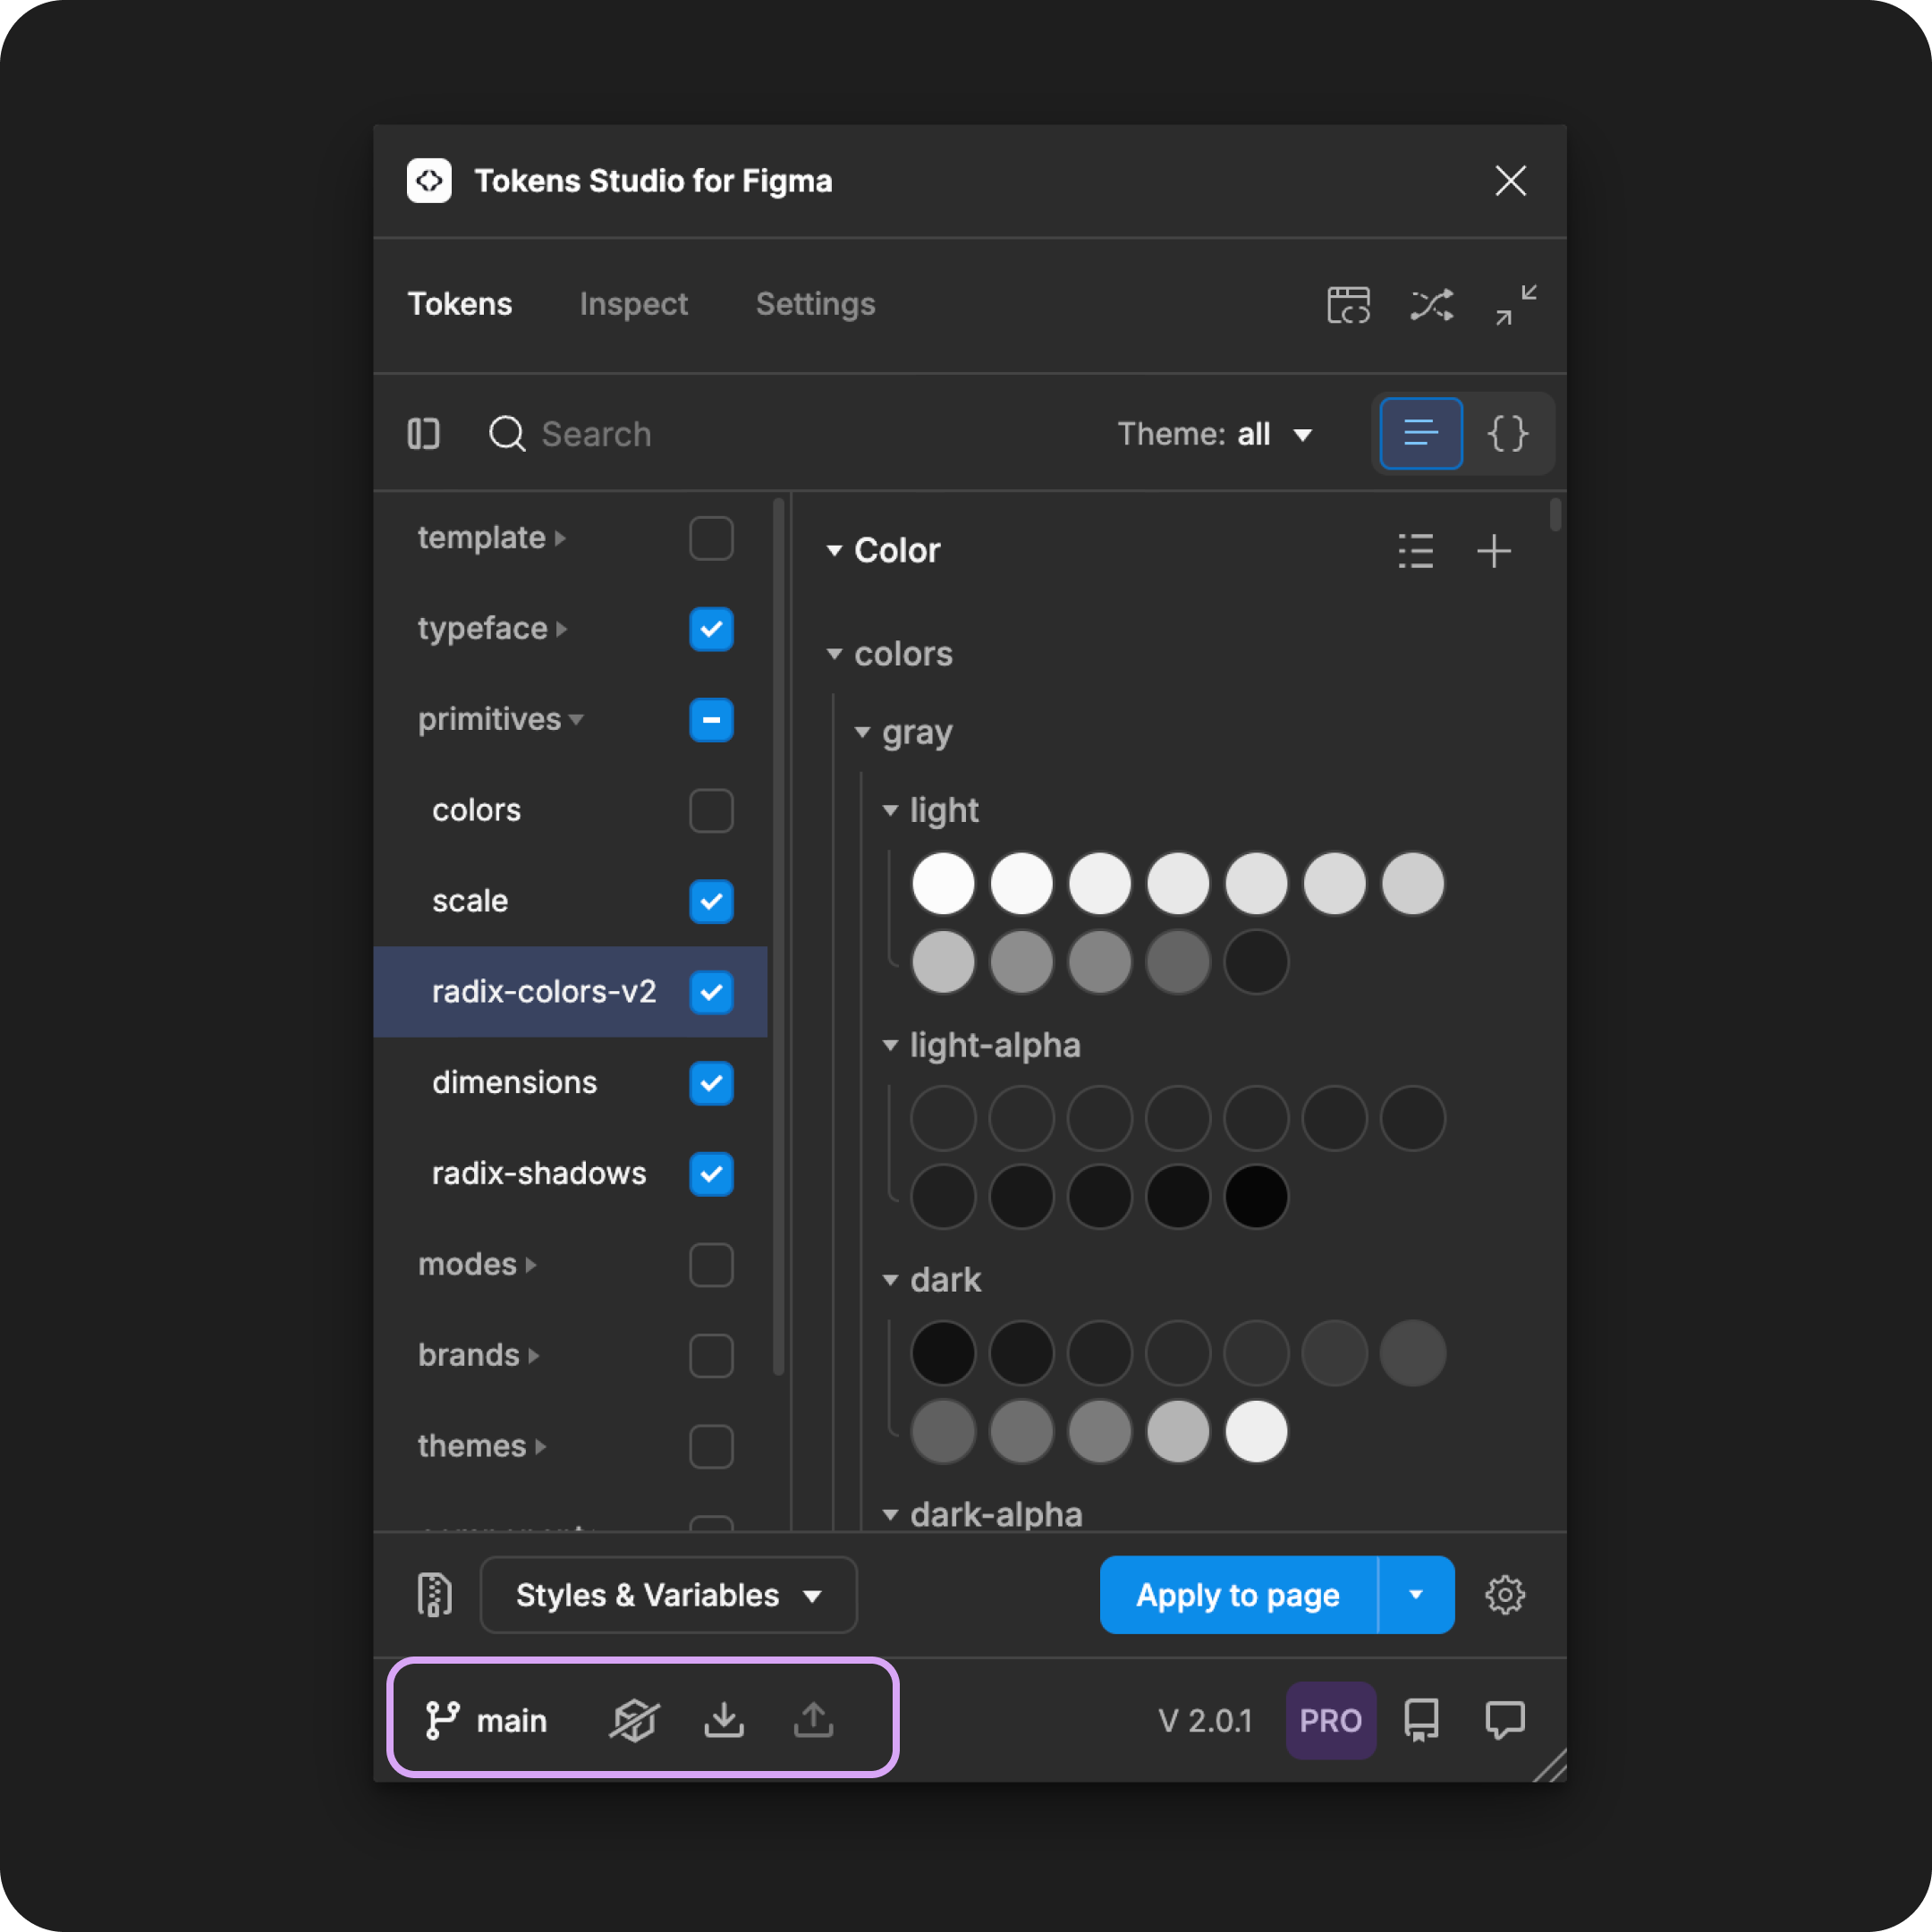 Tokens Studio for Figma
Tokens Inspect Settings
Search Theme: all
template
typeface
primitives
colors
scale
radix-colors-v2
dimensions
radix-shadows
modes
brands
themes
Color
colors
gray
light
light-alpha
dark
dark-alpha
Styles & Variables Apply to page
main V 2.0.1 PRO